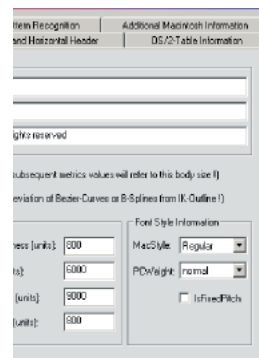 ttern Recognition Additional Macintosh Information
and Horizontal Header OS/2-Table Information
ights reserved
subsequent metrics values will refer to this body size !)
eviation of Bezier-Curves or B-Splines from IK-Outline !)
Font Style Information
ness (units): 800 MacStyle: Regular
ts): 6000 PCWeight: normal
(units): 9000 IsFixedPitch
(units): 800